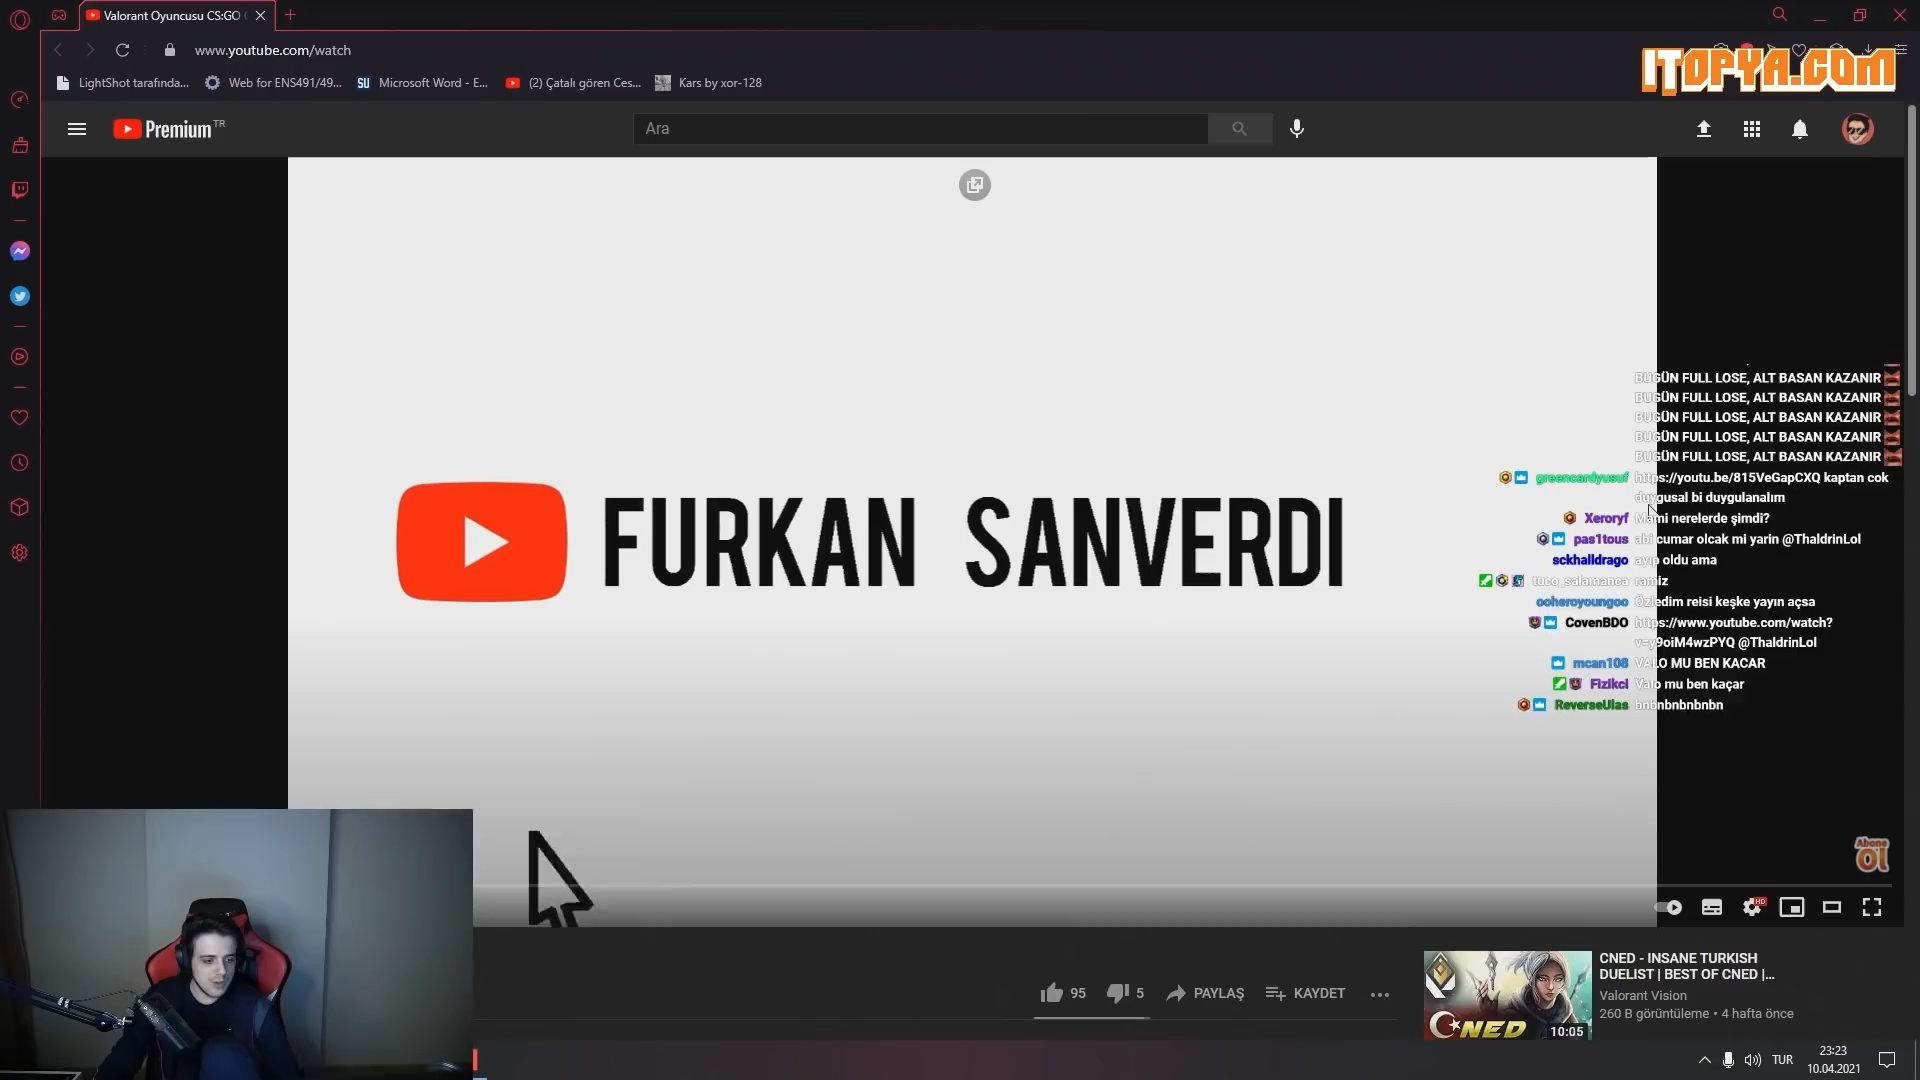 Valorant Oyuncusu CS:GO
www.youtube.com/watch
LightShot tarafında...
Web for ENS491/49...
SU
Microsoft Word - E...
(2) Çatalı gören Ces...
Kars by xor-128
ITOPYA.COM
Premium TR
Ara
FURKAN SANVERDI
BUGÜN FULL LOSE, ALT BASAN KAZANIR
BUGÜN FULL LOSE, ALT BASAN KAZANIR
BUGÜN FULL LOSE, ALT BASAN KAZANIR
BUGÜN FULL LOSE, ALT BASAN KAZANIR
BUGÜN FULL LOSE, ALT BASAN KAZANIR
greencardyusuf https://youtu.be/815VeGapCXQ kaptan cok
duygusal bi duygulanalım
Xeroryf Mami nerelerde şimdi?
pas1tous abi cumar olcak mi yarin @ThaldrinLol
sckhalldrago ayıp oldu ama
tuco_salamanca ramiz
ooheroyoungoo Özledim reisi keşke yayın açsa
CovenBDO https://www.youtube.com/watch?
v=y9oiM4wzPYQ @ThaldrinLol
mcan108 VALO MU BEN KACAR
Fizikci Valo mu ben kaçar
ReverseUlas bnbnbnbnbnbn
Abone
Ol
HD
95
5
PAYLAŞ
KAYDET
CNED
10:05
CNED - INSANE TURKISH
DUELIST | BEST OF CNED |...
Valorant Vision
260 B görüntüleme • 4 hafta önce
TUR
23:23
10.04.2021